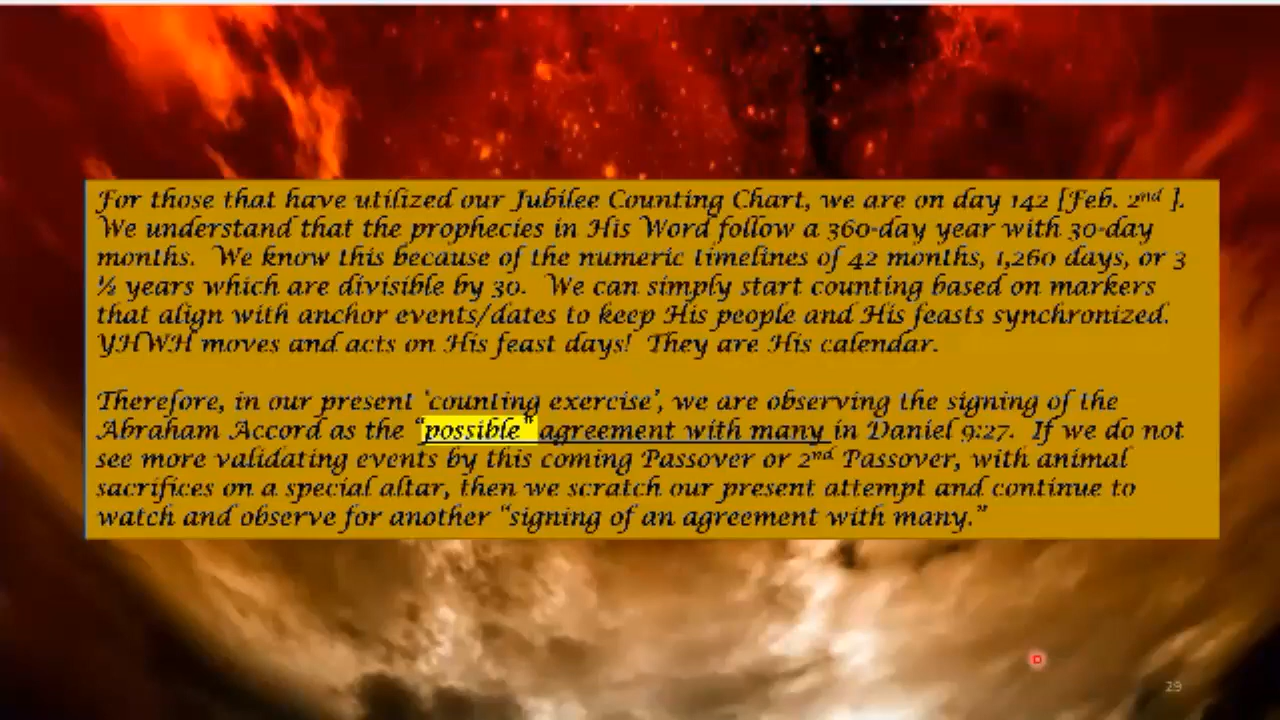 For those that have utilized our Jubilee Counting Chart, we are on day 142 [Feb. 2nd ].
We understand that the prophecies in His Word follow a 360-day year with 30-day
months. We know this because of the numeric timelines of 42 months, 1,260 days, or 3
½ years which are divisible by 30. We can simply start counting based on markers
that align with anchor events/dates to keep His people and His feasts synchronized.
YHWH moves and acts on His feast days! They are His calendar.
Therefore, in our present 'counting exercise', we are observing the signing of the
Abraham Accord as the "possible" agreement with many in Daniel 9:27. If we do not
see more validating events by this coming Passover or 2nd Passover, with animal
sacrifices on a special altar, then we scratch our present attempt and continue to
watch and observe for another "signing of an agreement with many."
29